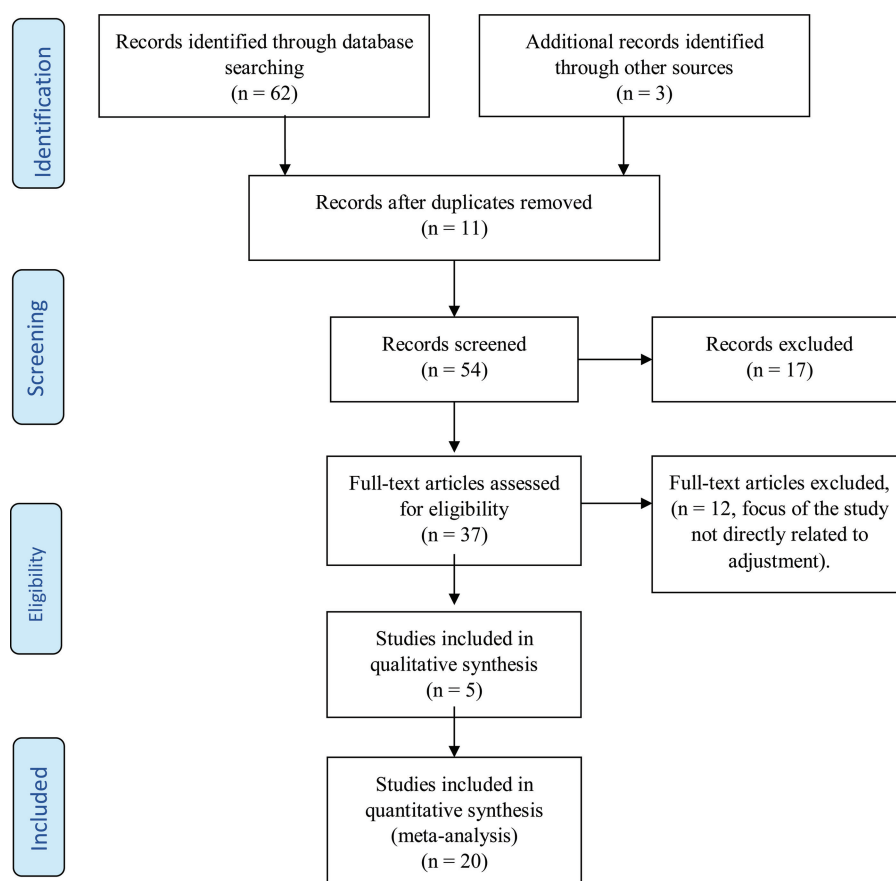 Identification
Records identified through database
searching
(n = 62)
Additional records identified
through other sources
(n = 3)
Records after duplicates removed
(n = 11)
Screening
Records screened
(n = 54)
Records excluded
(n = 17)
Eligibility
Full-text articles assessed
for eligibility
(n = 37)
Full-text articles excluded,
(n = 12, focus of the study
not directly related to
adjustment).
Studies included in
qualitative synthesis
(n = 5)
Included
Studies included in
quantitative synthesis
(meta-analysis)
(n = 20)